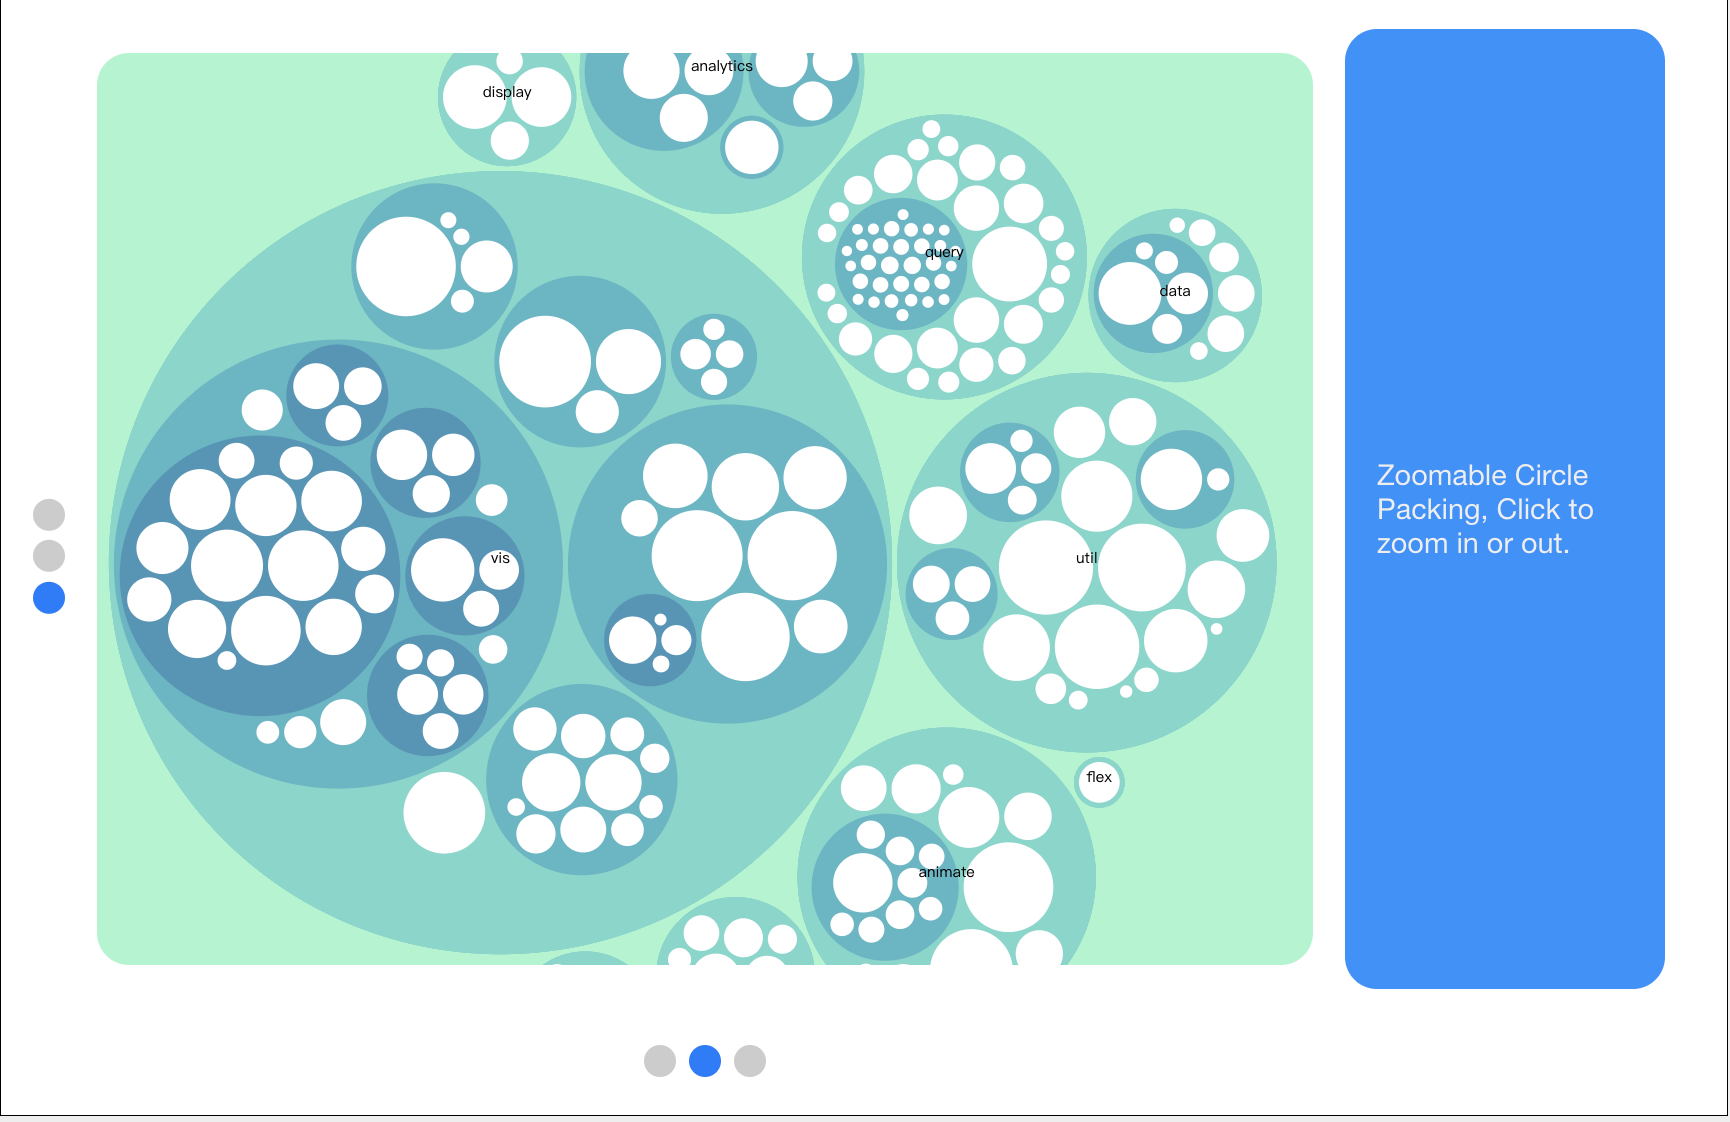 analytics
display
query
data
vis
util
flex
animate
Zoomable Circle
Packing, Click to
zoom in or out.